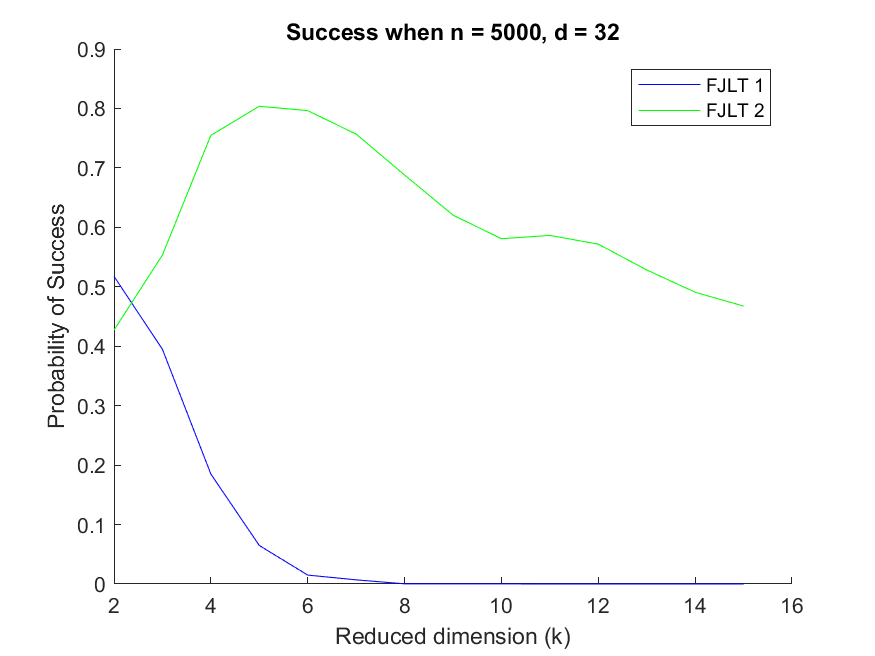 Success when n = 5000, d = 32
FJLT 1
FJLT 2
Probability of Success
0.9
0.8
0.7
0.6
0.5
0.4
0.3
0.2
0.1
0
2 4 6 8 10 12 14 16
Reduced dimension (k)